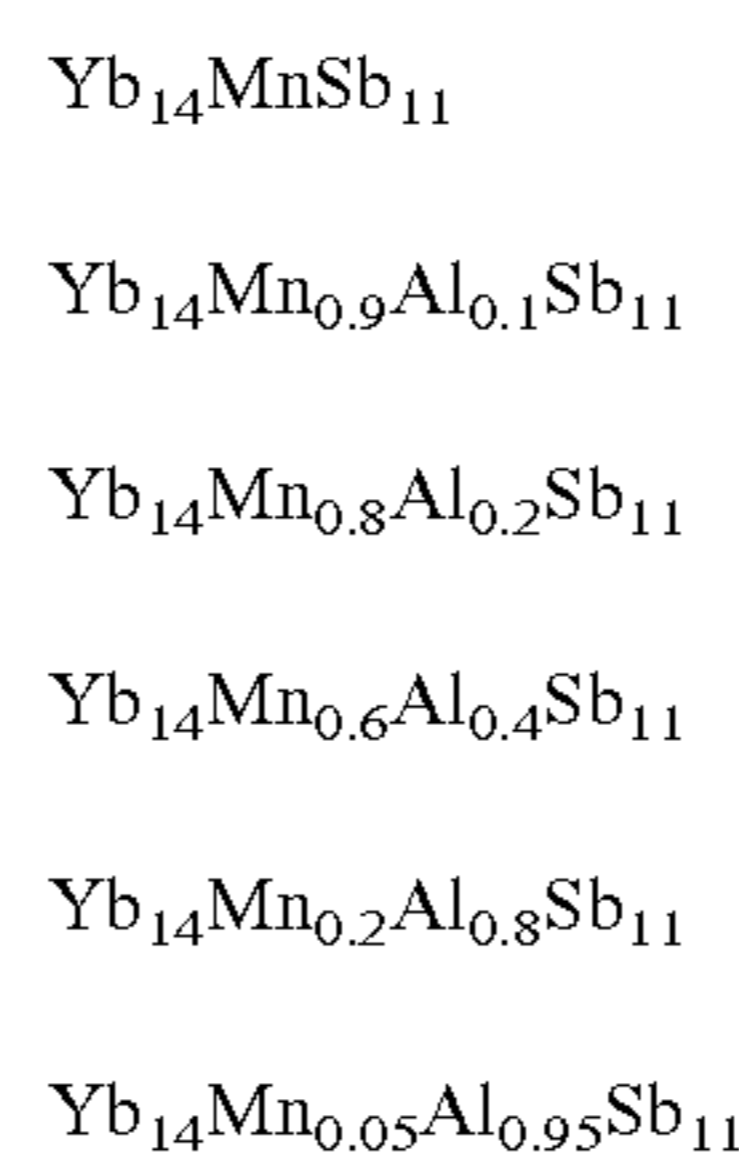 Yb₁₄MnSb₁₁
Yb₁₄Mn₀.₉Al₀.₁Sb₁₁
Yb₁₄Mn₀.₈Al₀.₂Sb₁₁
Yb₁₄Mn₀.₆Al₀.₄Sb₁₁
Yb₁₄Mn₀.₂Al₀.₈Sb₁₁
Yb₁₄Mn₀.₀₅Al₀.₉₅Sb₁₁